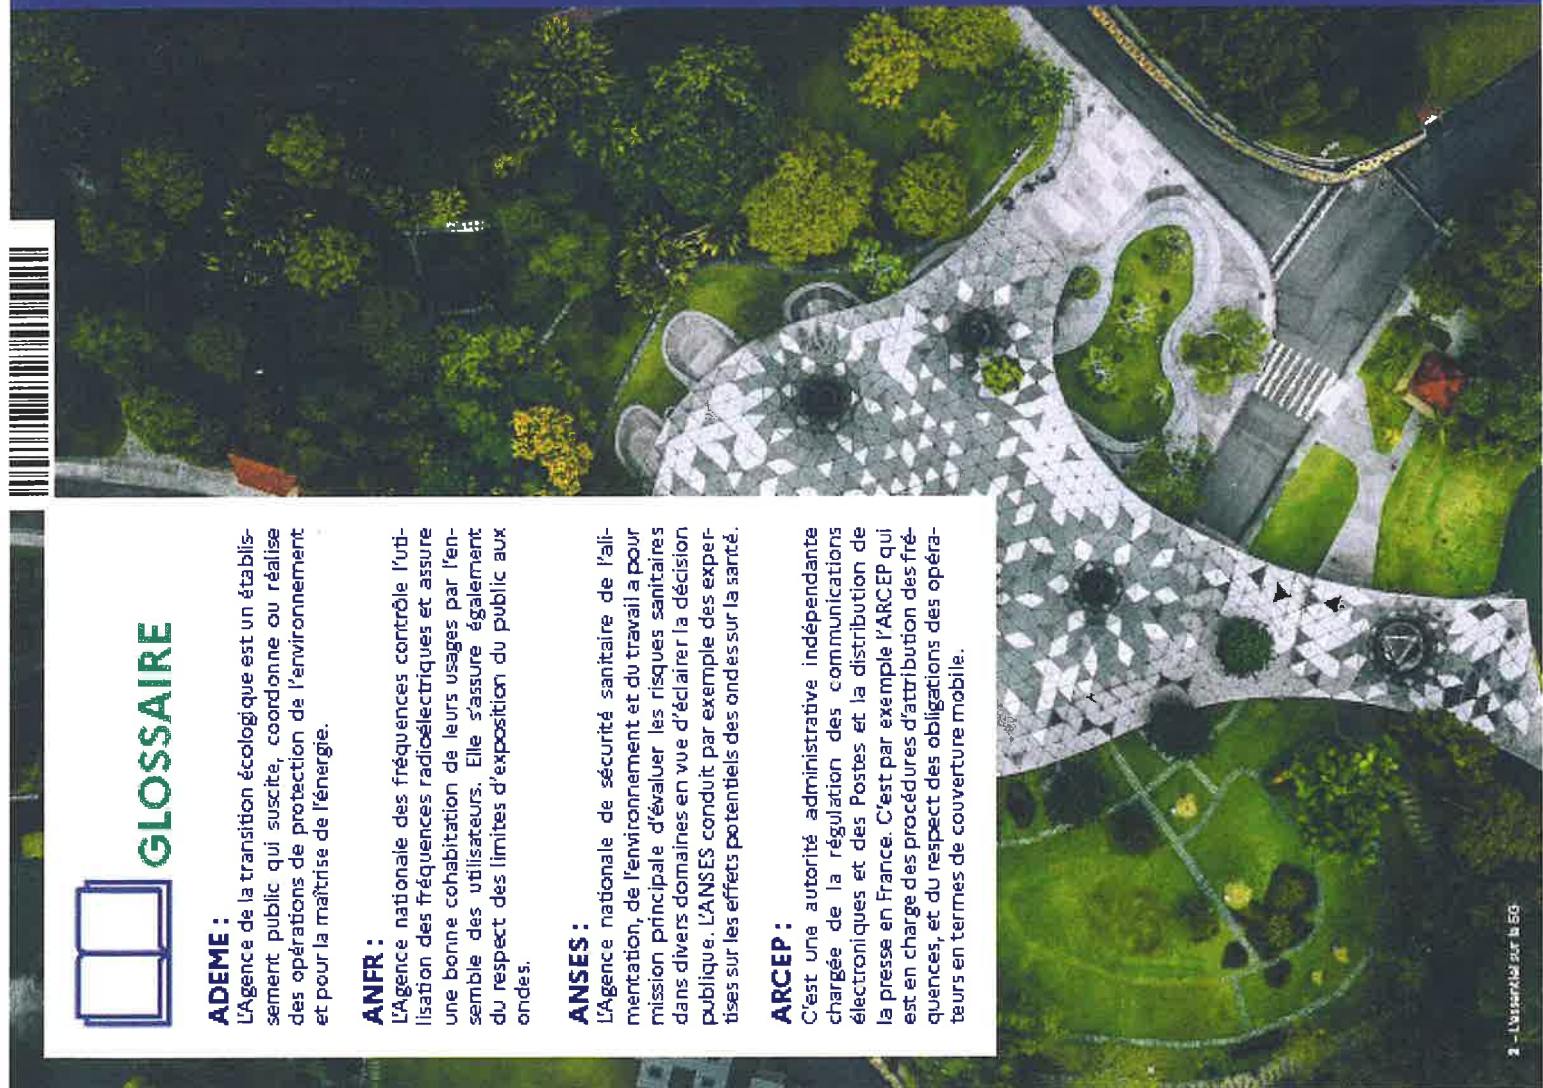 GLOSSAIRE
ADEME :
L'Agence de la transition écologique est un établis-
sement public qui suscite, coordonne ou réalise
des opérations de protection de l'environnement
et pour la maîtrise de l'énergie.
ANFR :
L'Agence nationale des fréquences contrôle l'uti-
lisation des fréquences radioélectriques et assure
une bonne cohabitation de leurs usages par l'en-
semble des utilisateurs. Elle s'assure également
du respect des limites d'exposition du public aux
ondes.
ANSES :
L'Agence nationale de sécurité sanitaire de l'ali-
mentation, de l'environnement et du travail a pour
mission principale d'évaluer les risques sanitaires
dans divers domaines en vue d'éclairer la décision
publique. L'ANSES conduit par exemple des exper-
tises sur les effets potentiels des ondes sur la santé.
ARCEP :
C'est une autorité administrative indépendante
chargée de la régulation des communications
électroniques et des Postes et la distribution de
la presse en France. C'est par exemple l'ARCEP qui
est en charge des procédures d'attribution des fré-
quences, et du respect des obligations des opéra-
teurs en termes de couverture mobile.
2 – L'essentiel sur la 5G